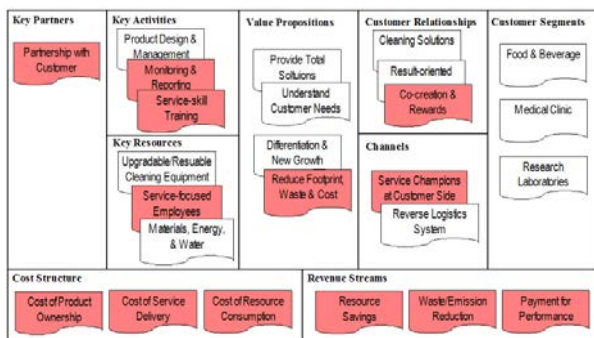 Key Partners
Partnership with
Customer
Key Activities
Product Design &
Management
Monitoring &
Reporting
Service-skill
Training
Key Resources
Upgradable/Resuable
Cleaning Equipment
Service-focused
Employees
Materials, Energy,
& Water
Value Propositions
Provide Total
Soltuions
Understand
Customer Needs
Differentiation &
New Growth
Reduce Footprint,
Waste & Cost
Customer Relationships
Cleaning Solutions
Result-oriented
Co-creation &
Rewards
Channels
Service Champions
at Customer Side
Reverse Logistics
System
Customer Segments
Food & Beverage
Medical Clinic
Research
Laboratories
Cost Structure
Cost of Product
Ownership
Cost of Service
Delivery
Cost of Resource
Consumption
Revenue Streams
Resource
Savings
Waste/Emission
Reduction
Payment for
Performance